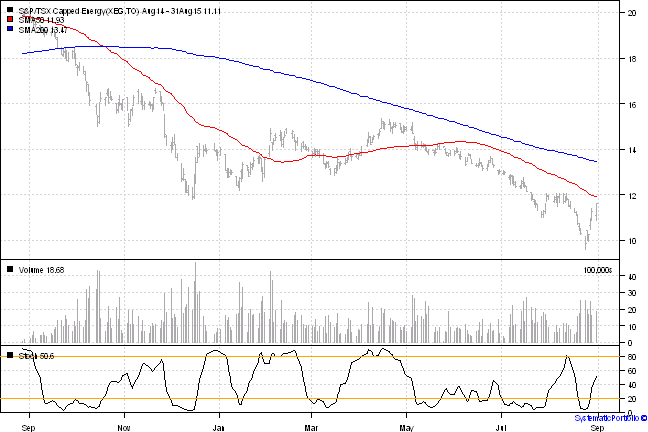 S&P/TSX Capped Energy(XEG.TO) Aug14 - 31Aug15 11.11
SMA50 11.93
SMA200 13.47
20
18
16
14
12
10
Volume 18.68
100,000s
40
30
20
10
0
Stoch 50.6
80
60
40
20
0
SystematicPortfolio ©
Sep Nov Jan Mar May Jul Sep